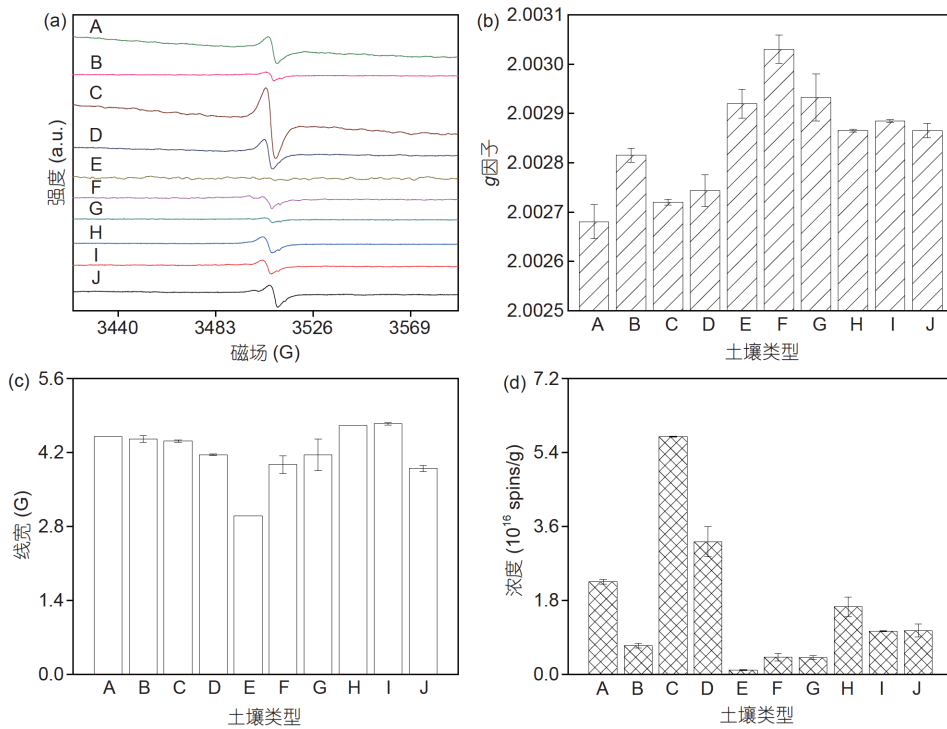 (a)
A
B
C
D
E
F
G
H
I
J
强度 (a.u.)
3440 3483 3526 3569
磁场 (G)
(b)
2.0031
2.0030
2.0029
2.0028
2.0027
2.0026
2.0025
g因子
A B C D E F G H I J
土壤类型
(c)
5.6
4.2
2.8
1.4
0.0
线宽 (G)
A B C D E F G H I J
土壤类型
(d)
7.2
5.4
3.6
1.8
0.0
浓度 (10¹⁶ spins/g)
A B C D E F G H I J
土壤类型